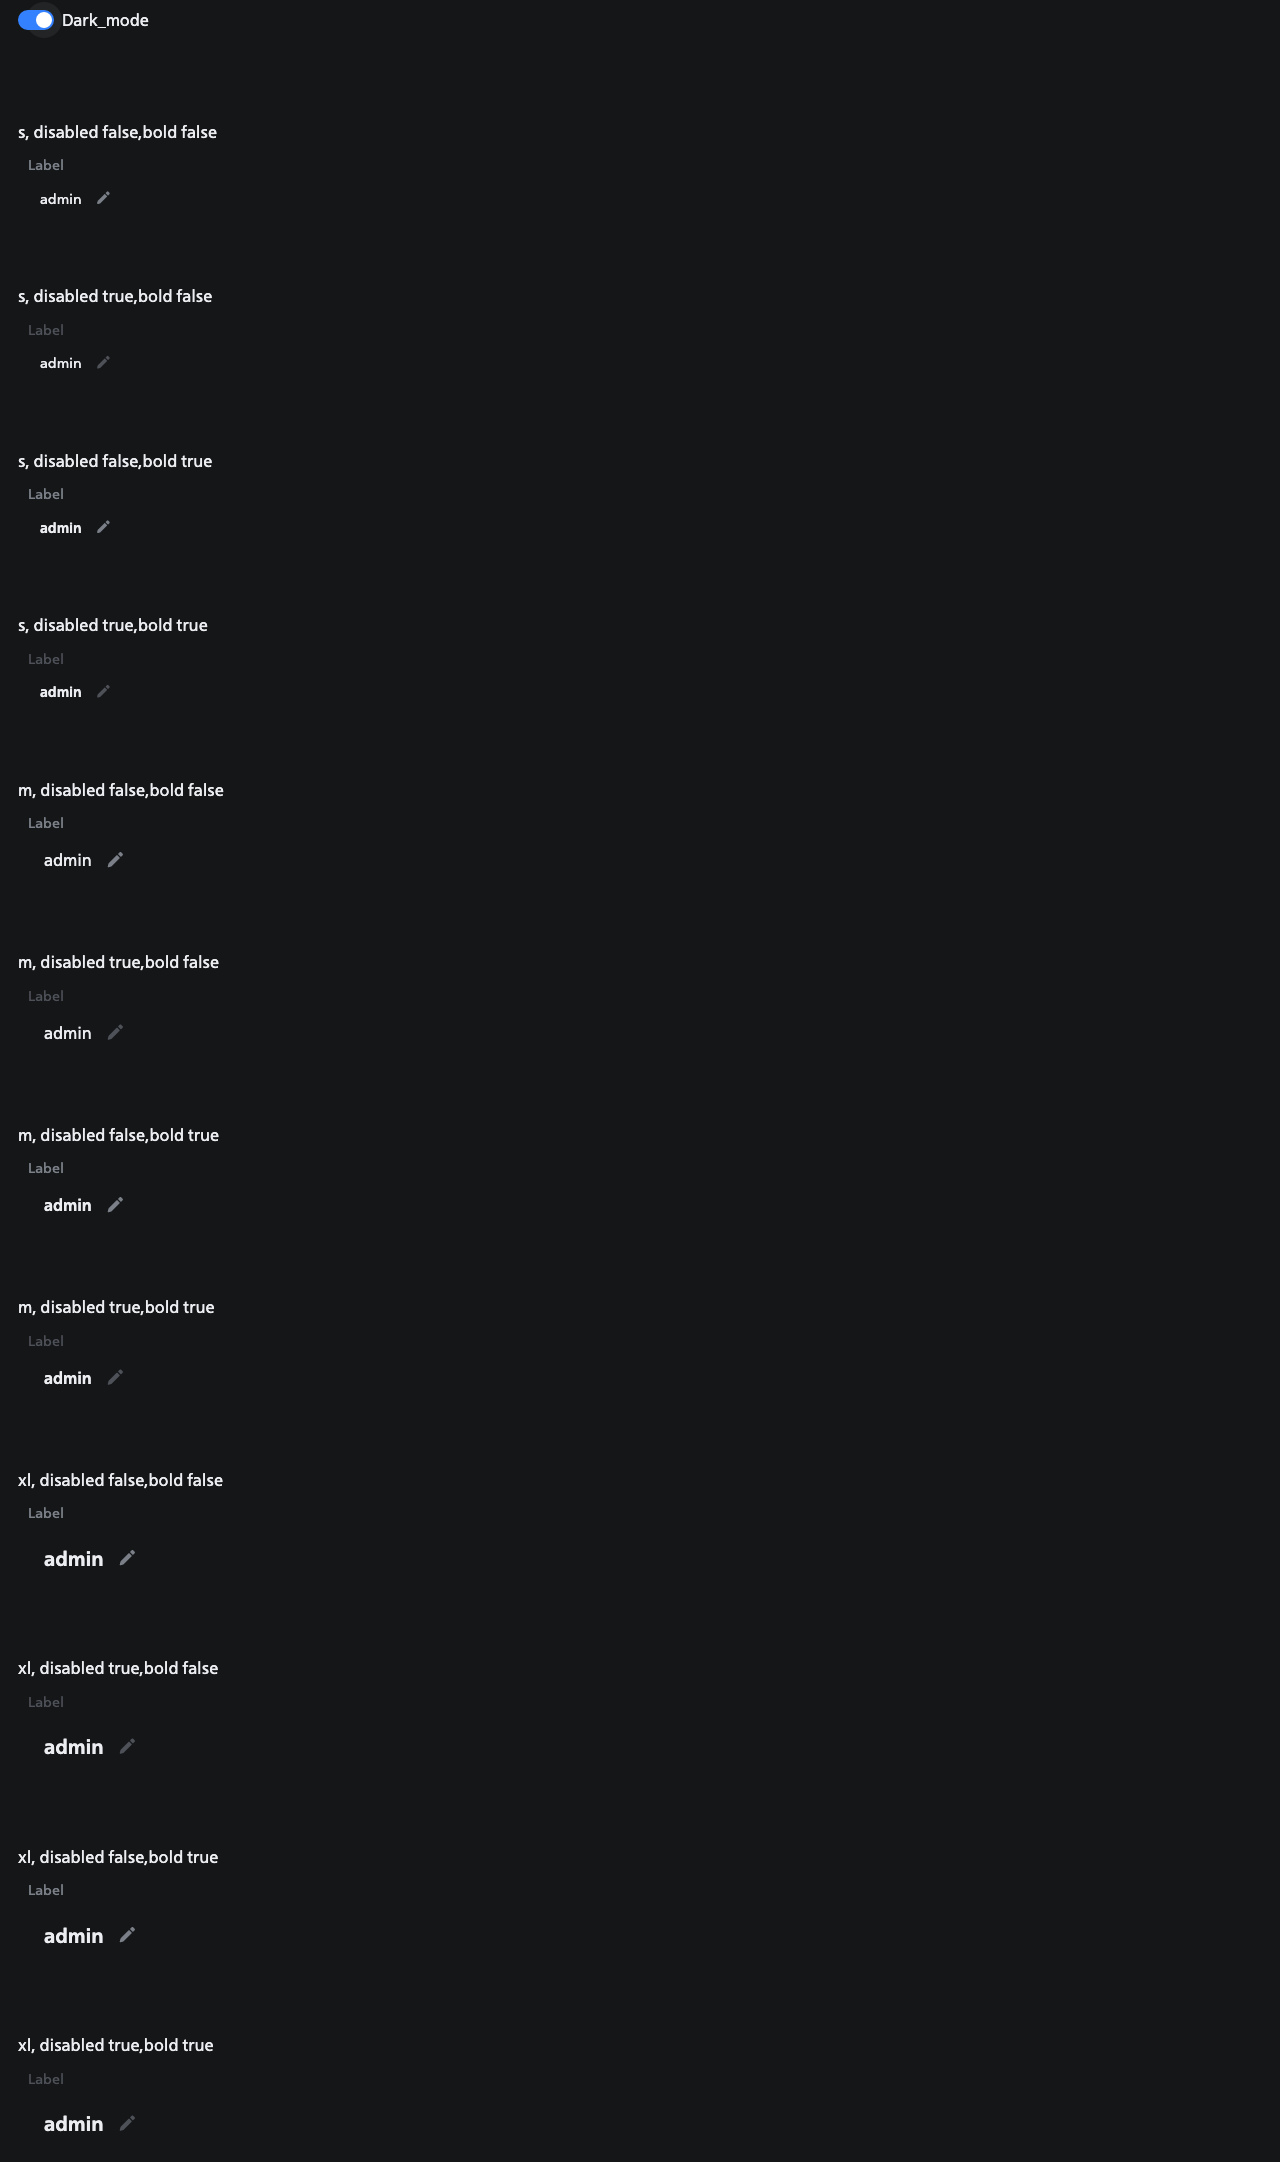 Dark_mode
s, disabled false,bold false
Label
admin
s, disabled true,bold false
Label
admin
s, disabled false,bold true
Label
admin
s, disabled true,bold true
Label
admin
m, disabled false,bold false
Label
admin
m, disabled true,bold false
Label
admin
m, disabled false,bold true
Label
admin
m, disabled true,bold true
Label
admin
xl, disabled false,bold false
Label
admin
xl, disabled true,bold false
Label
admin
xl, disabled false,bold true
Label
admin
xl, disabled true,bold true
Label
admin